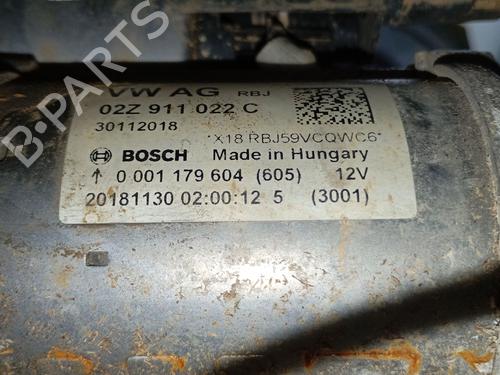 VW AG RBJ
02Z 911 022 C
30112018
*X18 RBJ59VCQWC6*
BOSCH Made in Hungary
↑ 0 001 179 604 (605) 12V
20181130 02:00:12 5 (3001)